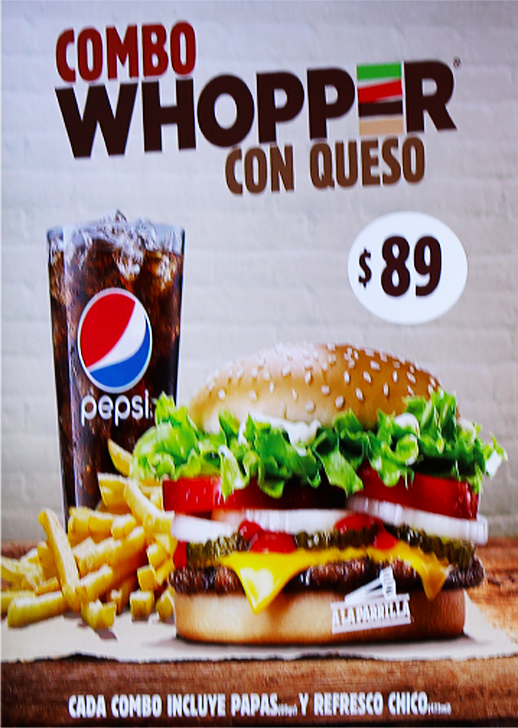 COMBO
WHOPPER®
CON QUESO
$89
pepsi
A LA PARRILLA
CADA COMBO INCLUYE PAPAS Y REFRESCO CHICO